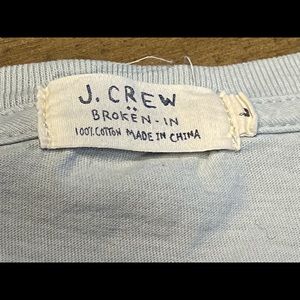 J. CREW
BROKEN-IN
100% COTTON MADE IN CHINA
L